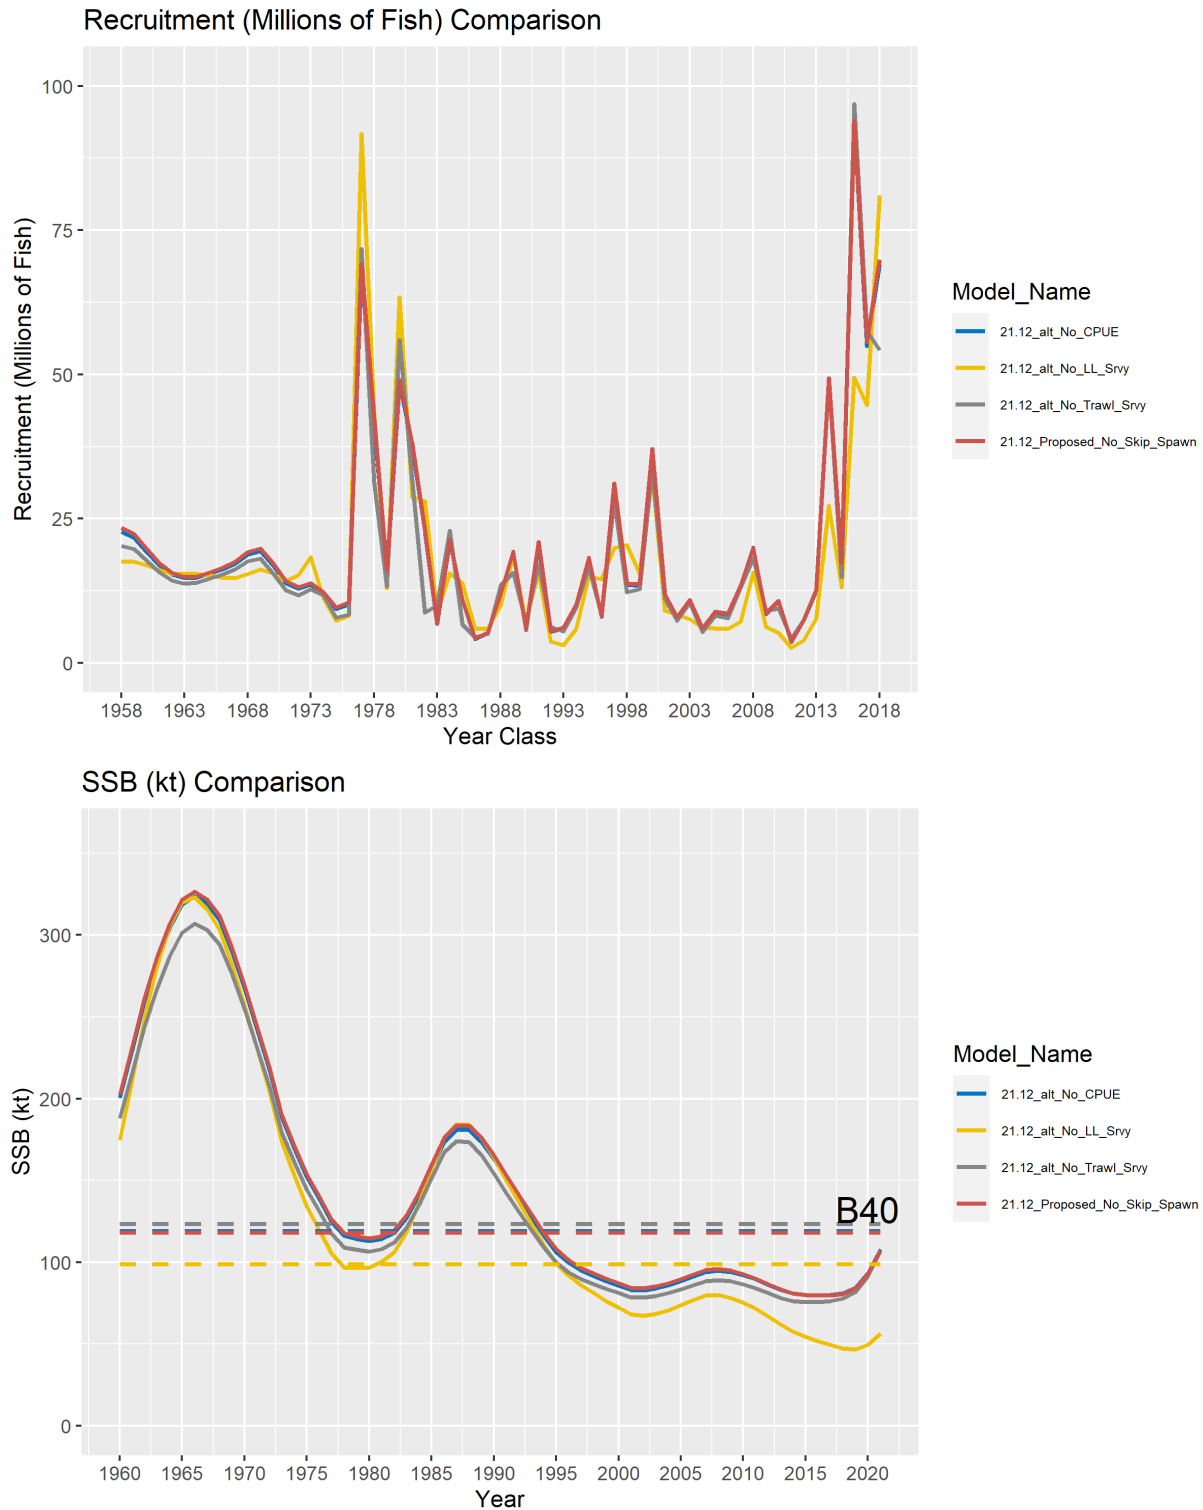 Recruitment (Millions of Fish) Comparison
Recruitment (Millions of Fish)
100
75
50
25
0
1958 1963 1968 1973 1978 1983 1988 1993 1998 2003 2008 2013 2018
Year Class
Model_Name
21.12_alt_No_CPUE
21.12_alt_No_LL_Srvy
21.12_alt_No_Trawl_Srvy
21.12_Proposed_No_Skip_Spawn
SSB (kt) Comparison
SSB (kt)
300
200
100
0
B40
1960 1965 1970 1975 1980 1985 1990 1995 2000 2005 2010 2015 2020
Year
Model_Name
21.12_alt_No_CPUE
21.12_alt_No_LL_Srvy
21.12_alt_No_Trawl_Srvy
21.12_Proposed_No_Skip_Spawn